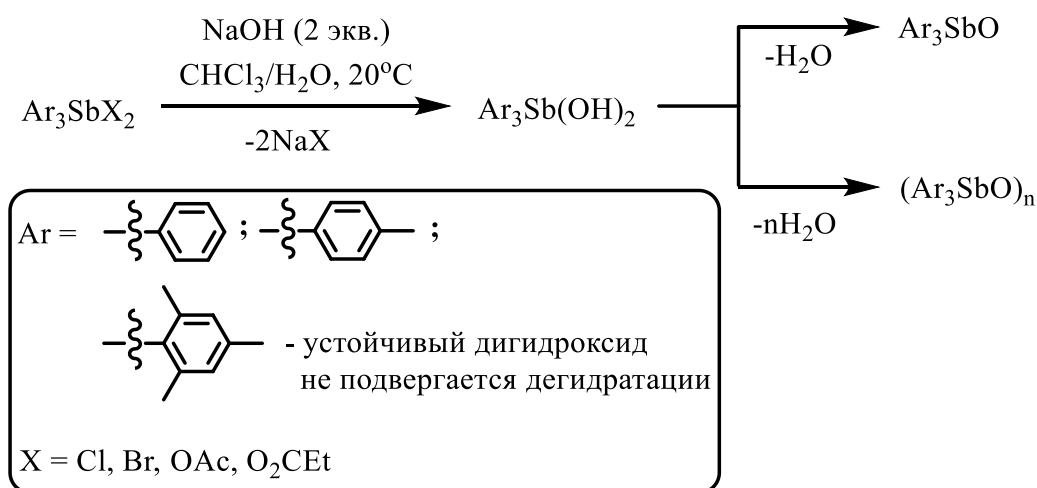 NaOH (2 экв.)
CHCl₃/H₂O, 20°C
Ar₃SbX₂
-2NaX
Ar₃Sb(OH)₂
-H₂O
Ar₃SbO
-nH₂O
(Ar₃SbO)ₙ
Ar = ; ;
- устойчивый дигидроксид
не подвергается дегидратации
X = Cl, Br, OAc, O₂CEt